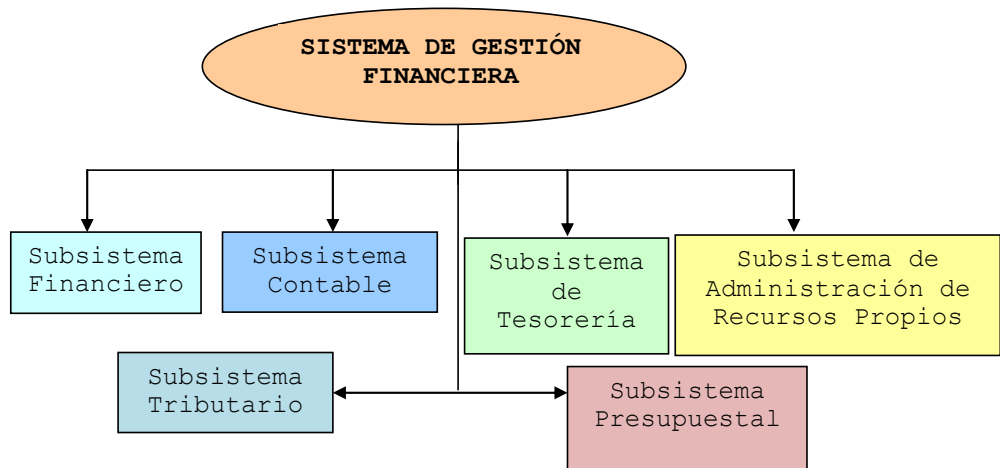 SISTEMA DE GESTIÓN
FINANCIERA
Subsistema
Financiero
Subsistema
Contable
Subsistema
de
Tesorería
Subsistema de
Administración de
Recursos Propios
Subsistema
Tributario
Subsistema
Presupuestal